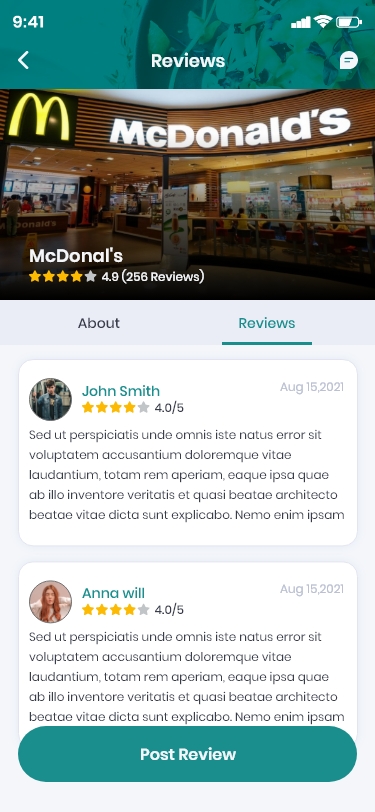 9:41
Reviews
McDonald's
McDonal's
4.9 (256 Reviews)
About
Reviews
John Smith
Aug 15,2021
4.0/5
Sed ut perspiciatis unde omnis iste natus error sit
voluptatem accusantium doloremque vitae
laudantium, totam rem aperiam, eaque ipsa quae
ab illo inventore veritatis et quasi beatae architecto
beatae vitae dicta sunt explicabo. Nemo enim ipsam
Anna will
Aug 15,2021
4.0/5
Sed ut perspiciatis unde omnis iste natus error sit
voluptatem accusantium doloremque vitae
laudantium, totam rem aperiam, eaque ipsa quae
ab illo inventore veritatis et quasi beatae architecto
beatae vitae dicta sunt explicabo. Nemo enim ipsam
Post Review